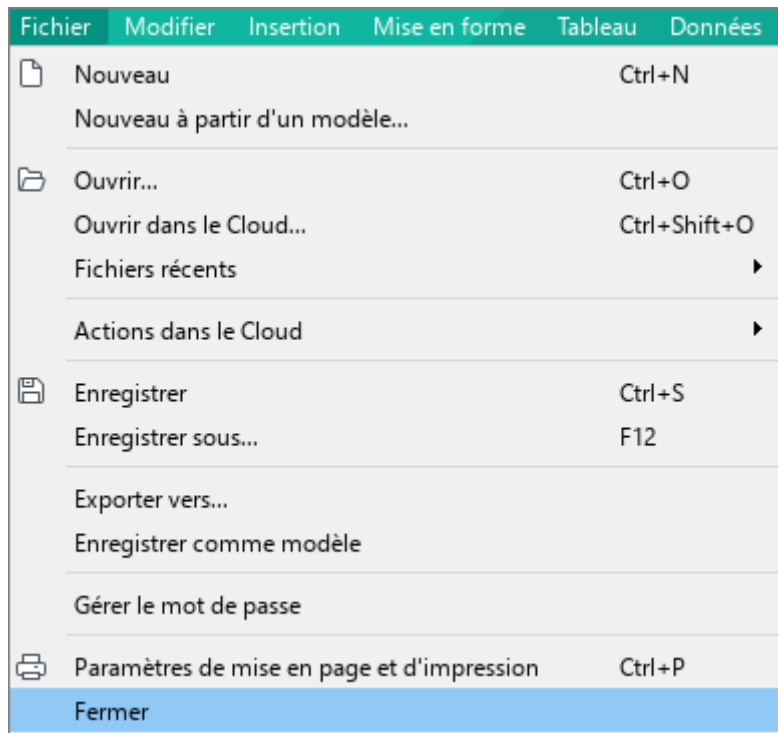 Fichier Modifier Insertion Mise en forme Tableau Données
Nouveau Ctrl+N
Nouveau à partir d'un modèle...
Ouvrir... Ctrl+O
Ouvrir dans le Cloud... Ctrl+Shift+O
Fichiers récents
Actions dans le Cloud
Enregistrer Ctrl+S
Enregistrer sous... F12
Exporter vers...
Enregistrer comme modèle
Gérer le mot de passe
Paramètres de mise en page et d'impression Ctrl+P
Fermer